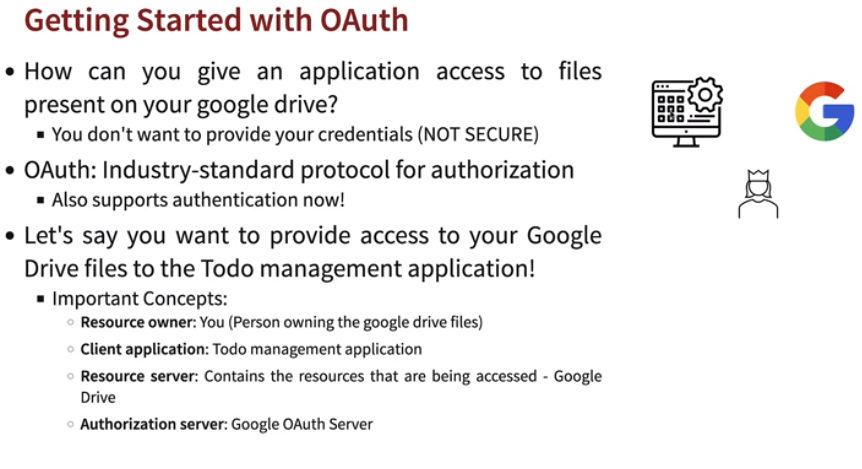 Getting Started with OAuth
• How can you give an application access to files
present on your google drive?
▪ You don't want to provide your credentials (NOT SECURE)
• OAuth: Industry-standard protocol for authorization
▪ Also supports authentication now!
• Let's say you want to provide access to your Google
Drive files to the Todo management application!
▪ Important Concepts:
○ Resource owner: You (Person owning the google drive files)
○ Client application: Todo management application
○ Resource server: Contains the resources that are being accessed - Google
Drive
○ Authorization server: Google OAuth Server